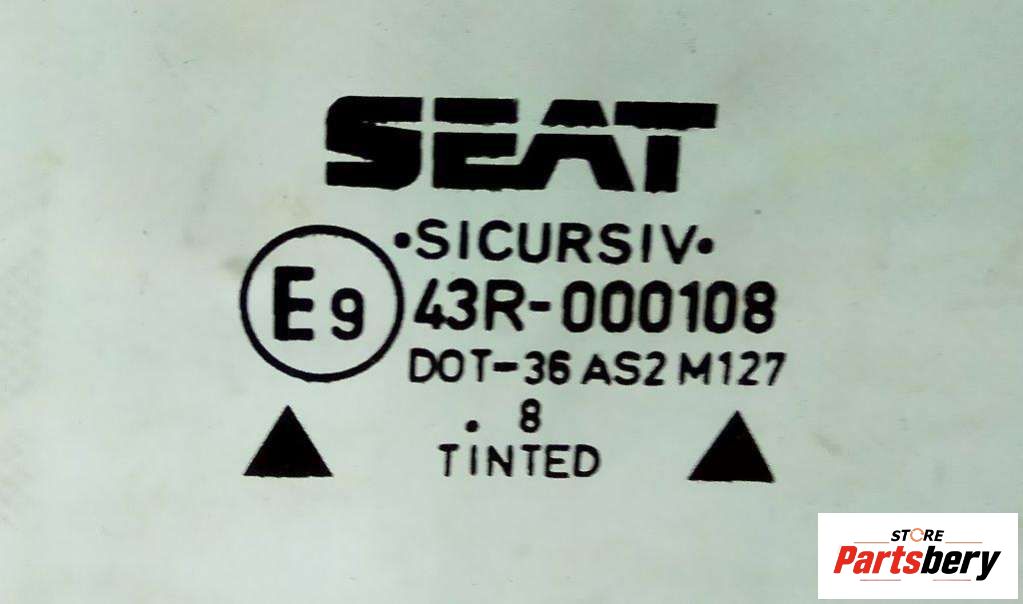 SEAT
•SICURSIV•
E9
43R-000108
DOT-36 AS2 M127
. 8
TINTED
STORE
Partsbery